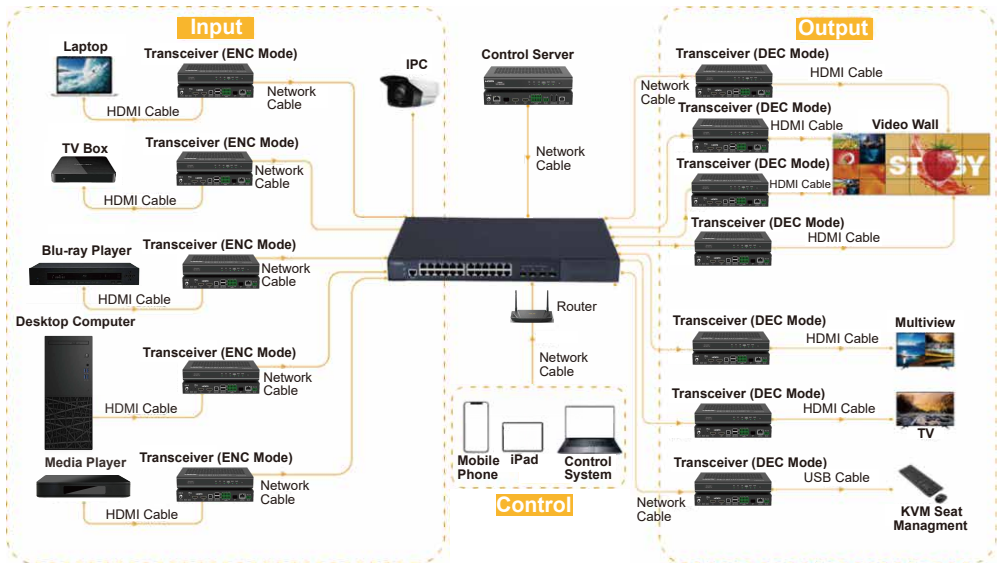 Input
Laptop
Transceiver (ENC Mode)
HDMI Cable
Network
Cable
IPC
TV Box
Transceiver (ENC Mode)
HDMI Cable
Network
Cable
Blu-ray Player
Transceiver (ENC Mode)
HDMI Cable
Network
Cable
Desktop Computer
Transceiver (ENC Mode)
HDMI Cable
Network
Cable
Media Player
Transceiver (ENC Mode)
HDMI Cable
Network
Cable
Control Server
Network
Cable
Router
Network
Cable
Mobile
Phone
iPad
Control
System
Control
Output
Transceiver (DEC Mode)
HDMI Cable
Network
Cable
Transceiver (DEC Mode)
HDMI Cable
Video Wall
Transceiver (DEC Mode)
HDMI Cable
Transceiver (DEC Mode)
HDMI Cable
Transceiver (DEC Mode)
HDMI Cable
Multiview
Transceiver (DEC Mode)
HDMI Cable
TV
Transceiver (DEC Mode)
USB Cable
Network
Cable
KVM Seat
Managment